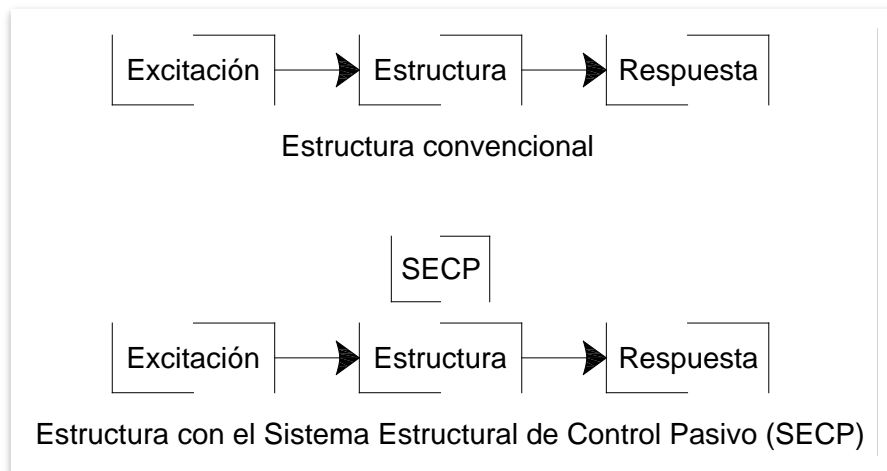 Excitación Estructura Respuesta
Estructura convencional
SECP
Excitación Estructura Respuesta
Estructura con el Sistema Estructural de Control Pasivo (SECP)